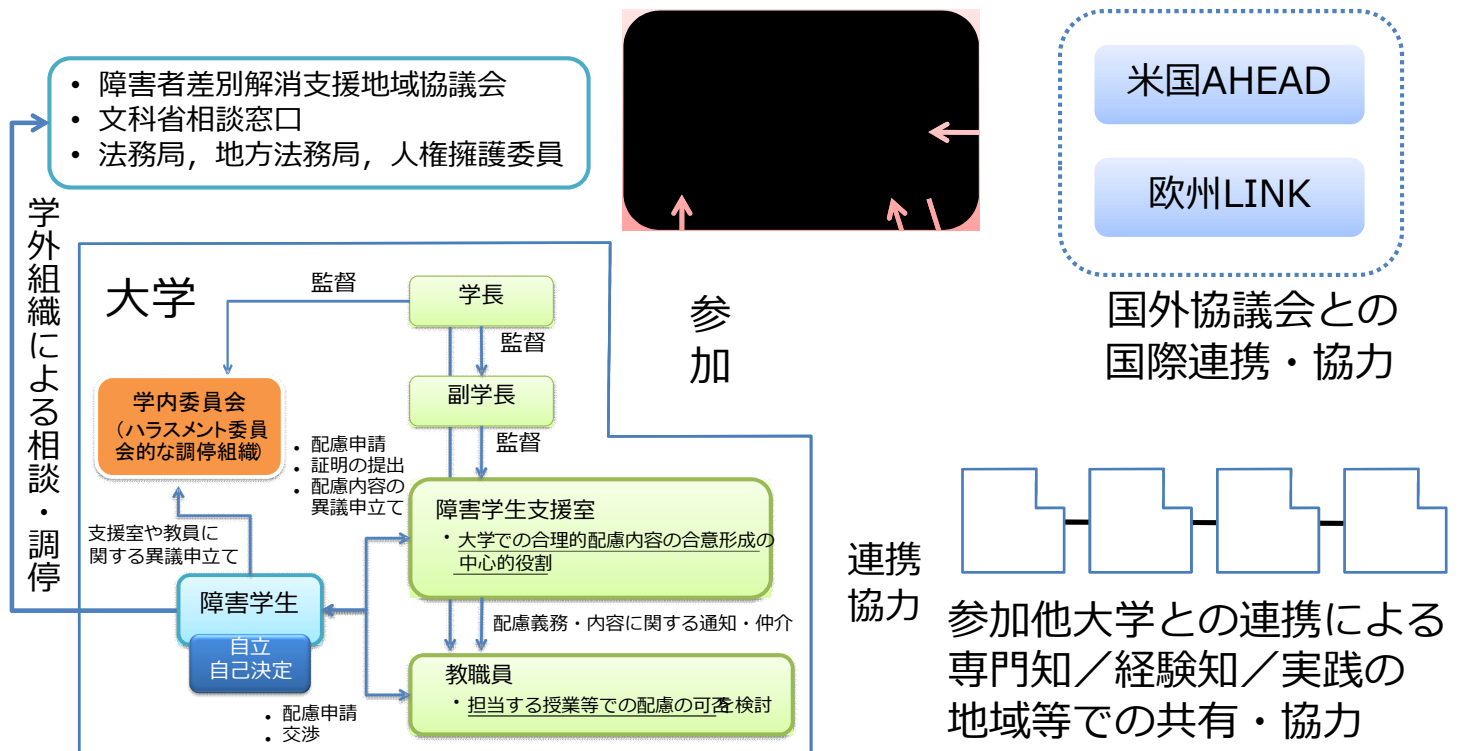 • 障害者差別解消支援地域協議会
• 文科省相談窓口
• 法務局，地方法務局，人権擁護委員
学外組織による相談・調停
米国AHEAD
欧州LINK
国外協議会との
国際連携・協力
大学
監督
学長
監督
副学長
監督
参加
学内委員会
（ハラスメント委員
会的な調停組織）
• 配慮申請
• 証明の提出
• 配慮内容の
異議申立て
障害学生支援室
• 大学での合理的配慮内容の合意形成の
中心的役割
支援室や教員に
関する異議申立て
障害学生
自立
自己決定
配慮義務・内容に関する通知・仲介
教職員
• 担当する授業等での配慮の可否を検討
• 配慮申請
• 交渉
連携
協力
参加他大学との連携による
専門知／経験知／実践の
地域等での共有・協力